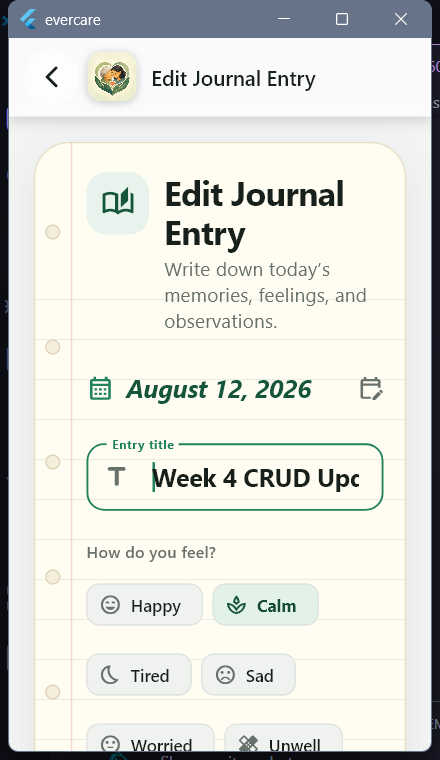 evercare
Edit Journal Entry
Edit Journal
Entry
Write down today’s
memories, feelings, and
observations.
August 12, 2026
Entry title
Week 4 CRUD
How do you feel?
Happy
Calm
Tired
Sad
Worried
Unwell